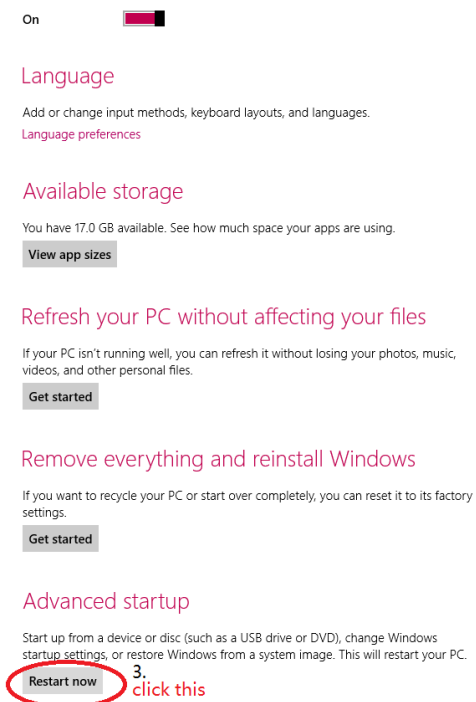 On
Language
Add or change input methods, keyboard layouts, and languages.
Language preferences
Available storage
You have 17.0 GB available. See how much space your apps are using.
View app sizes
Refresh your PC without affecting your files
If your PC isn't running well, you can refresh it without losing your photos, music,
videos, and other personal files.
Get started
Remove everything and reinstall Windows
If you want to recycle your PC or start over completely, you can reset it to its factory
settings.
Get started
Advanced startup
Start up from a device or disc (such as a USB drive or DVD), change Windows
startup settings, or restore Windows from a system image. This will restart your PC.
Restart now
3.
click this